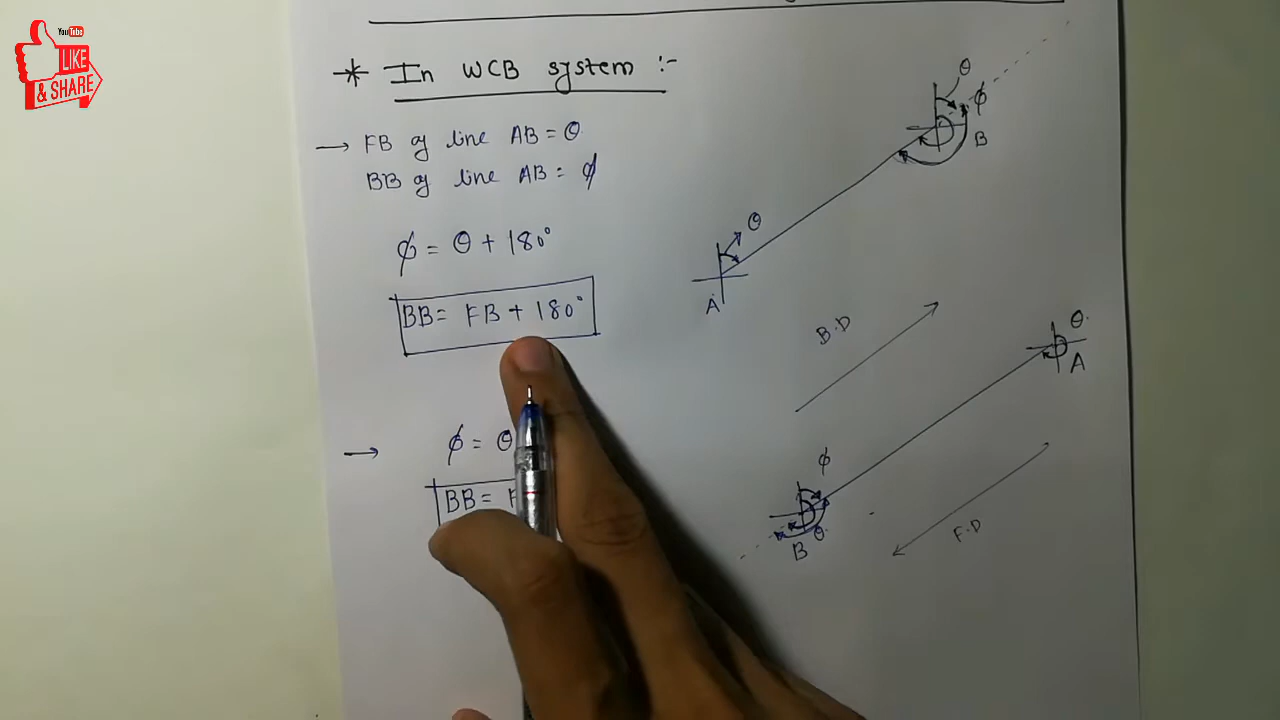 YouTube
LIKE
& SHARE
* In WCB system :-
→ FB of line AB = θ
BB of line AB = ϕ
ϕ = θ + 180°
BB = FB + 180°
→ ϕ = θ
BB =
θ
ϕ
B
θ
A
B.D
θ.
A
ϕ
B
θ.
F.D